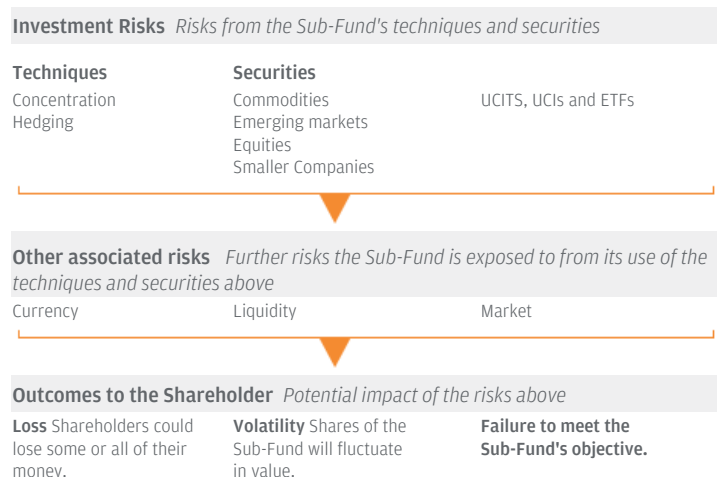 Investment Risks Risks from the Sub-Fund's techniques and securities
Techniques
Concentration
Hedging
Securities
Commodities
Emerging markets
Equities
Smaller Companies
UCITS, UCIs and ETFs
Other associated risks Further risks the Sub-Fund is exposed to from its use of the
techniques and securities above
Currency
Liquidity
Market
Outcomes to the Shareholder Potential impact of the risks above
Loss Shareholders could
lose some or all of their
money.
Volatility Shares of the
Sub-Fund will fluctuate
in value.
Failure to meet the
Sub-Fund's objective.